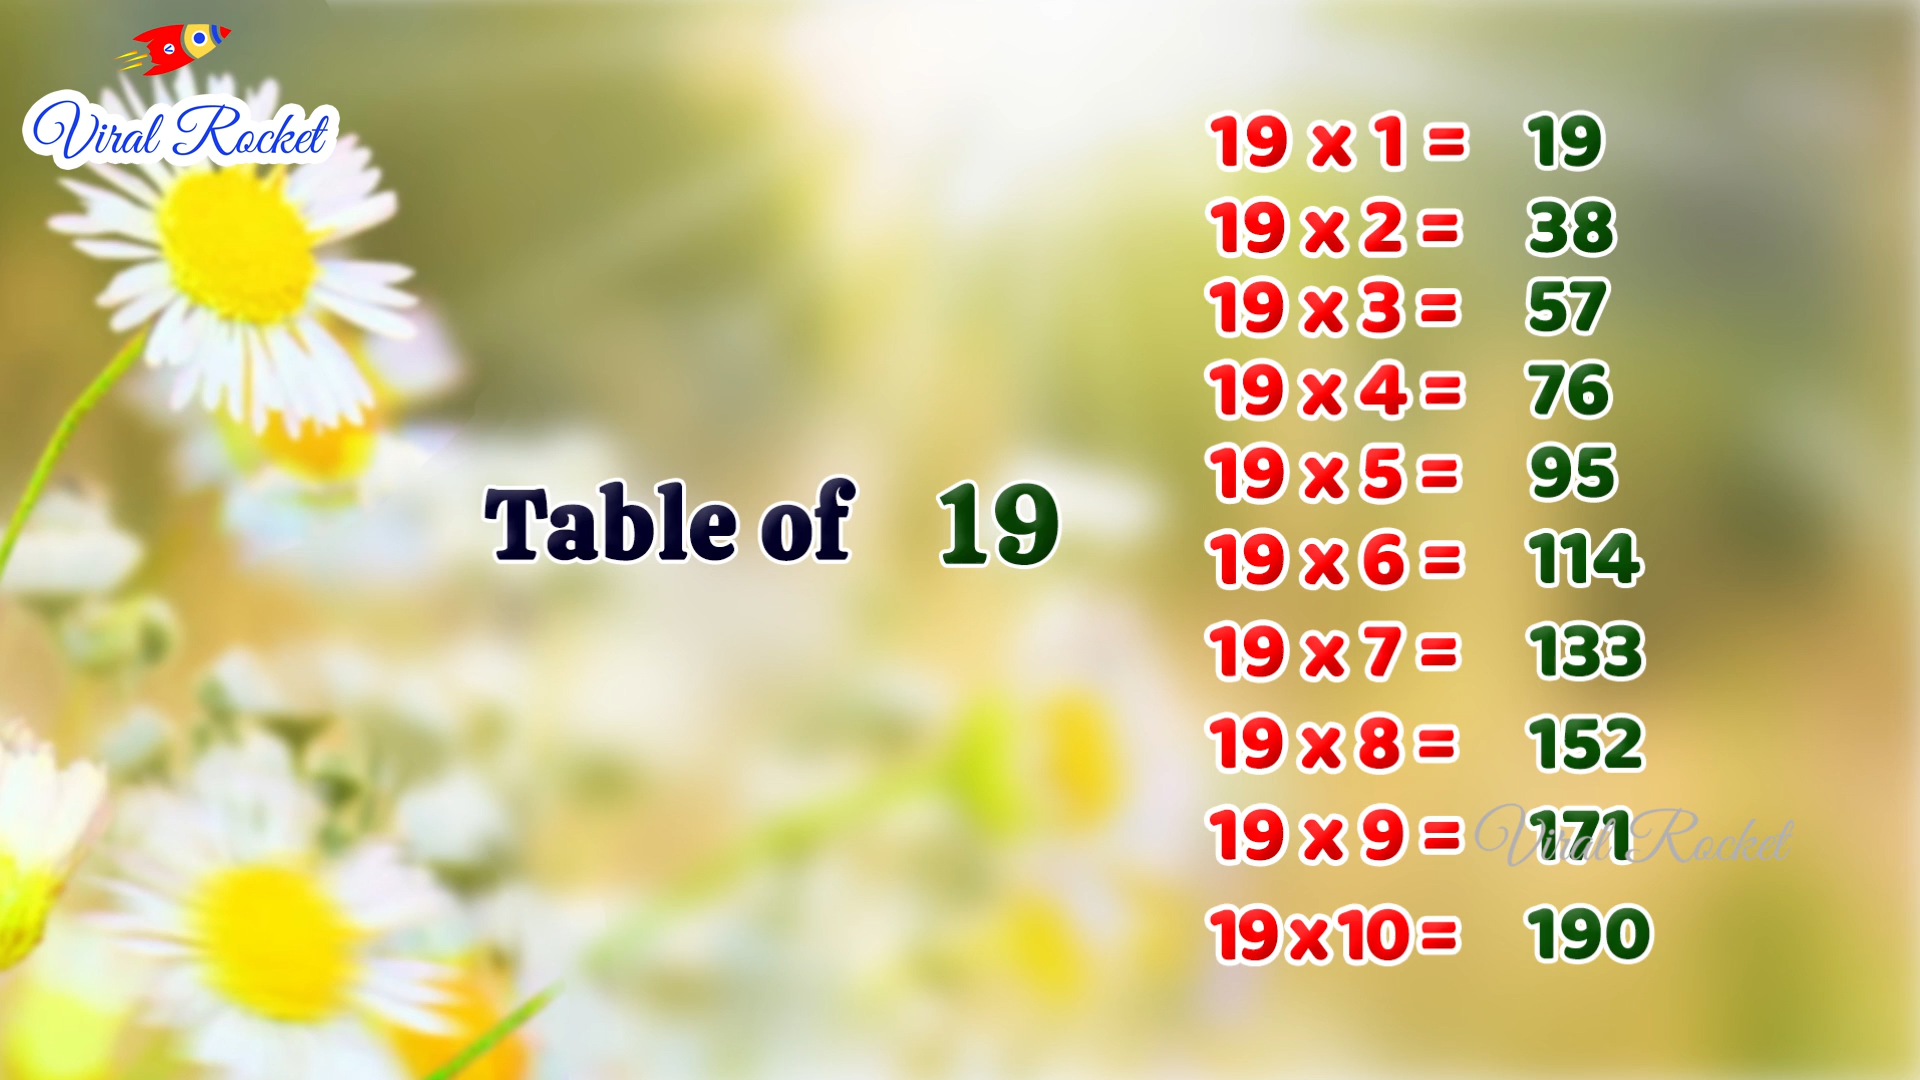 Viral Rocket
Table of 19
19 x 1 = 19
19 x 2 = 38
19 x 3 = 57
19 x 4 = 76
19 x 5 = 95
19 x 6 = 114
19 x 7 = 133
19 x 8 = 152
19 x 9 = 171
Viral Rocket
19x10= 190